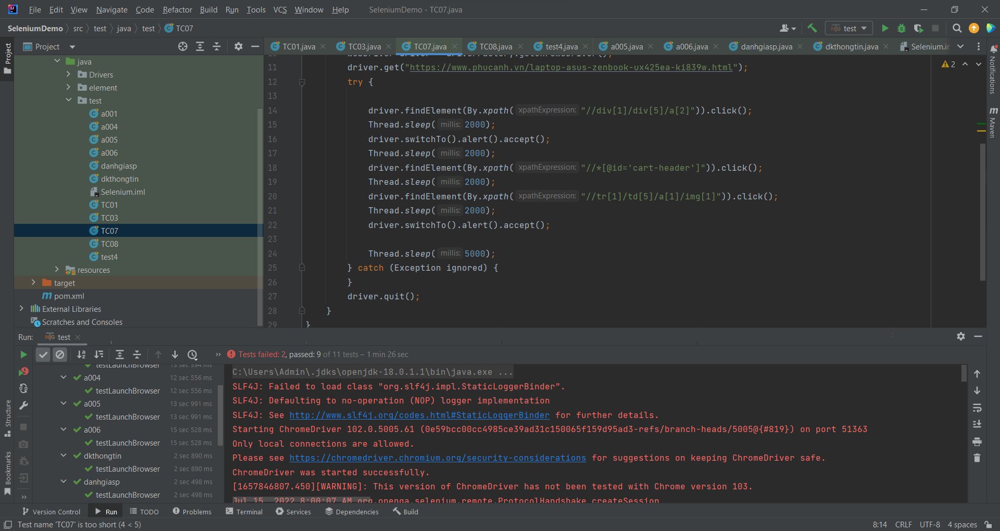 File Edit View Navigate Code Refactor Build Run Tools VCS Window Help SeleniumDemo - TC07.java
SeleniumDemo src test java test TC07
test
Project
TC01.java TC03.java TC07.java TC08.java test4.java a005.java a006.java danhgiasp.java dkthongtin.java Selenium.ir
Project
Notifications
Maven
java
Drivers
element
test
a001
a004
a005
a006
danhgiasp
dkthongtin
Selenium.iml
TC01
TC03
TC07
TC08
test4
resources
target
pom.xml
External Libraries
Scratches and Consoles
2
11 driver.get("https://www.phucanh.vn/laptop-asus-zenbook-ux425ea-ki839w.html");
12 try {
13
14 driver.findElement(By.xpath( xpathExpression: "//div[1]/div[5]/a[2]")).click();
15 Thread.sleep( millis: 2000);
16 driver.switchTo().alert().accept();
17 Thread.sleep( millis: 2000);
18 driver.findElement(By.xpath( xpathExpression: "//*[@id='cart-header']")).click();
19 Thread.sleep( millis: 2000);
20 driver.findElement(By.xpath( xpathExpression: "//tr[1]/td[5]/a[1]/img[1]")).click();
21 Thread.sleep( millis: 2000);
22 driver.switchTo().alert().accept();
23
24 Thread.sleep( millis: 5000);
25 } catch (Exception ignored) {
26 }
27 driver.quit();
28 }
29 }
Run: test
Tests failed: 2, passed: 9 of 11 tests – 1 min 26 sec
Structure
Bookmarks
testLaunchBrowser 13 sec 394 ms
a004 12 sec 556 ms
testLaunchBrowser 12 sec 556 ms
a005 13 sec 991 ms
testLaunchBrowser 13 sec 991 ms
a006 15 sec 528 ms
testLaunchBrowser 15 sec 528 ms
dkthongtin 2 sec 890 ms
testLaunchBrowser 2 sec 890 ms
danhgiasp 2 sec 498 ms
testLaunchBrowser 2 sec 498 ms
C:\Users\Admin\.jdks\openjdk-18.0.1.1\bin\java.exe ...
SLF4J: Failed to load class "org.slf4j.impl.StaticLoggerBinder".
SLF4J: Defaulting to no-operation (NOP) logger implementation
SLF4J: See http://www.slf4j.org/codes.html#StaticLoggerBinder for further details.
Starting ChromeDriver 102.0.5005.61 (0e59bcc00cc4985ce39ad31c150065f159d95ad3-refs/branch-heads/5005@{#819}) on port 51363
Only local connections are allowed.
Please see https://chromedriver.chromium.org/security-considerations for suggestions on keeping ChromeDriver safe.
ChromeDriver was started successfully.
[1657846807.450][WARNING]: This version of ChromeDriver has not been tested with Chrome version 103.
Jul 15, 2022 8:00:07 AM org.openqa.selenium.remote.ProtocolHandshake createSession
Version Control Run TODO Problems Terminal Services Dependencies Build
Test name 'TC07' is too short (4 < 5) 8:14 CRLF UTF-8 4 spaces